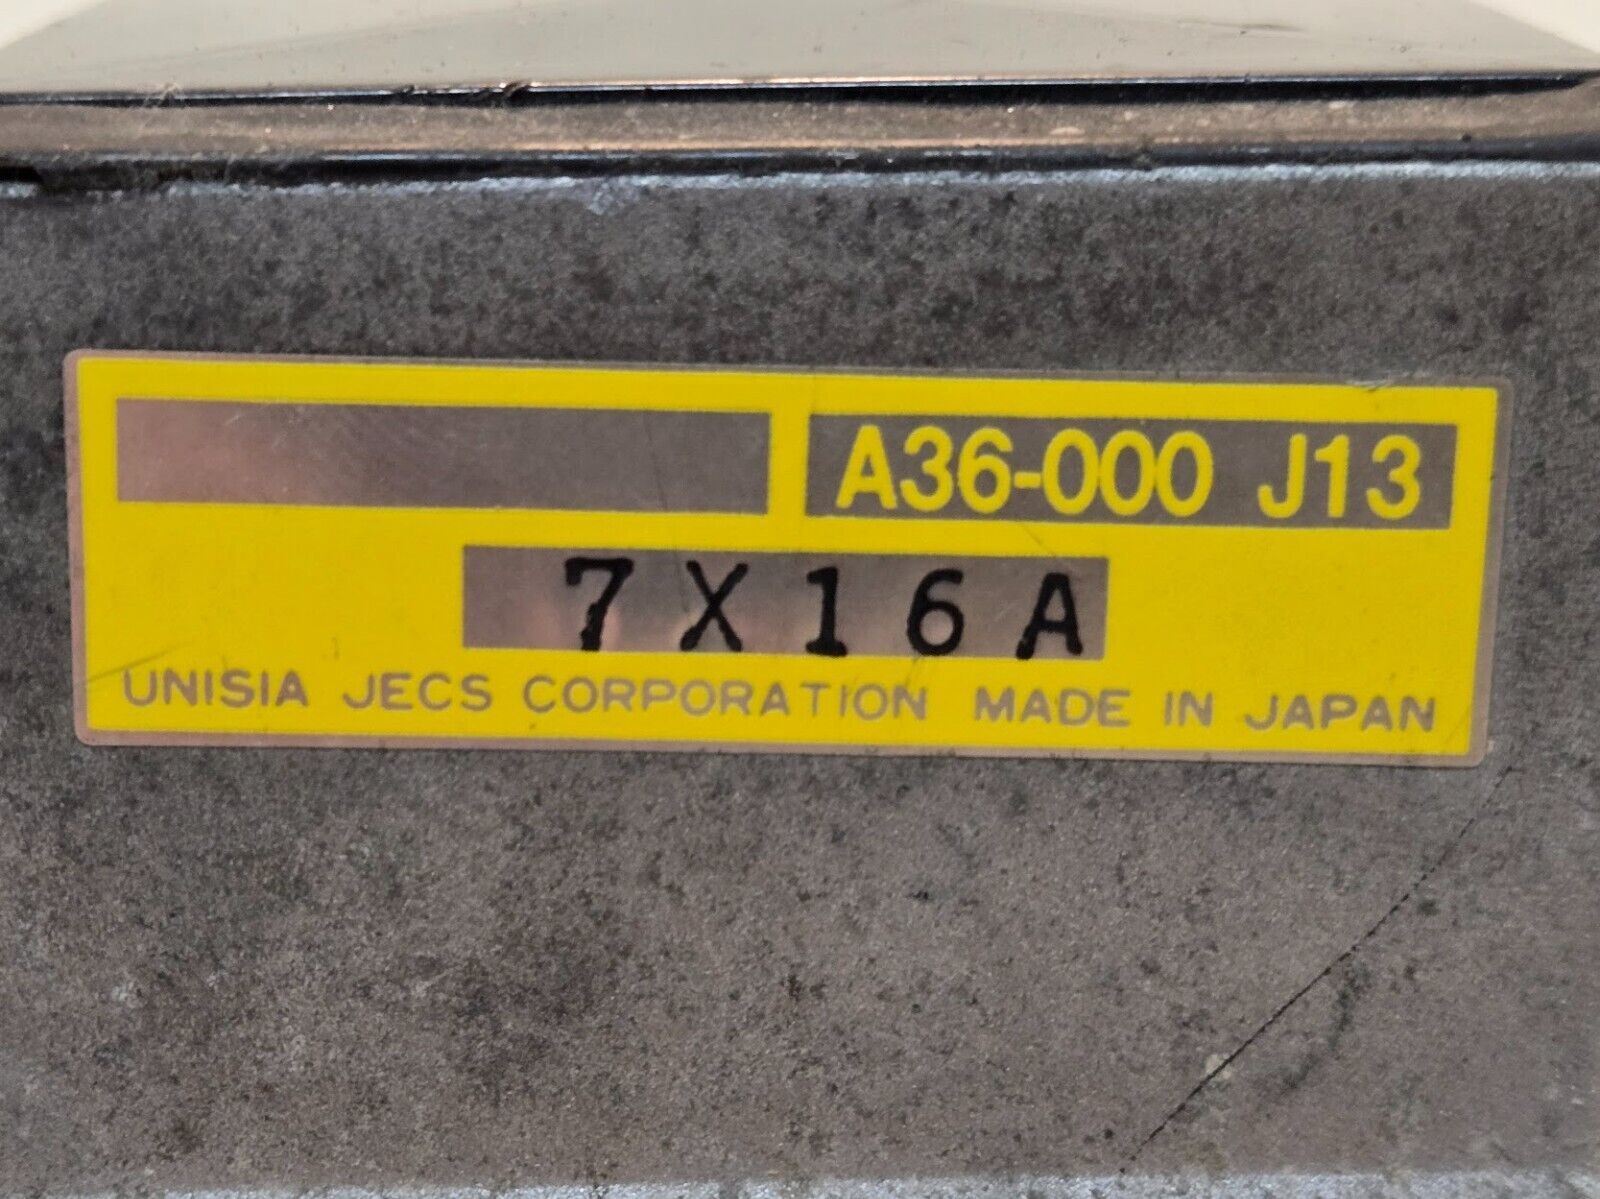 A36-000 J13
7X16A
UNISIA JECS CORPORATION MADE IN JAPAN